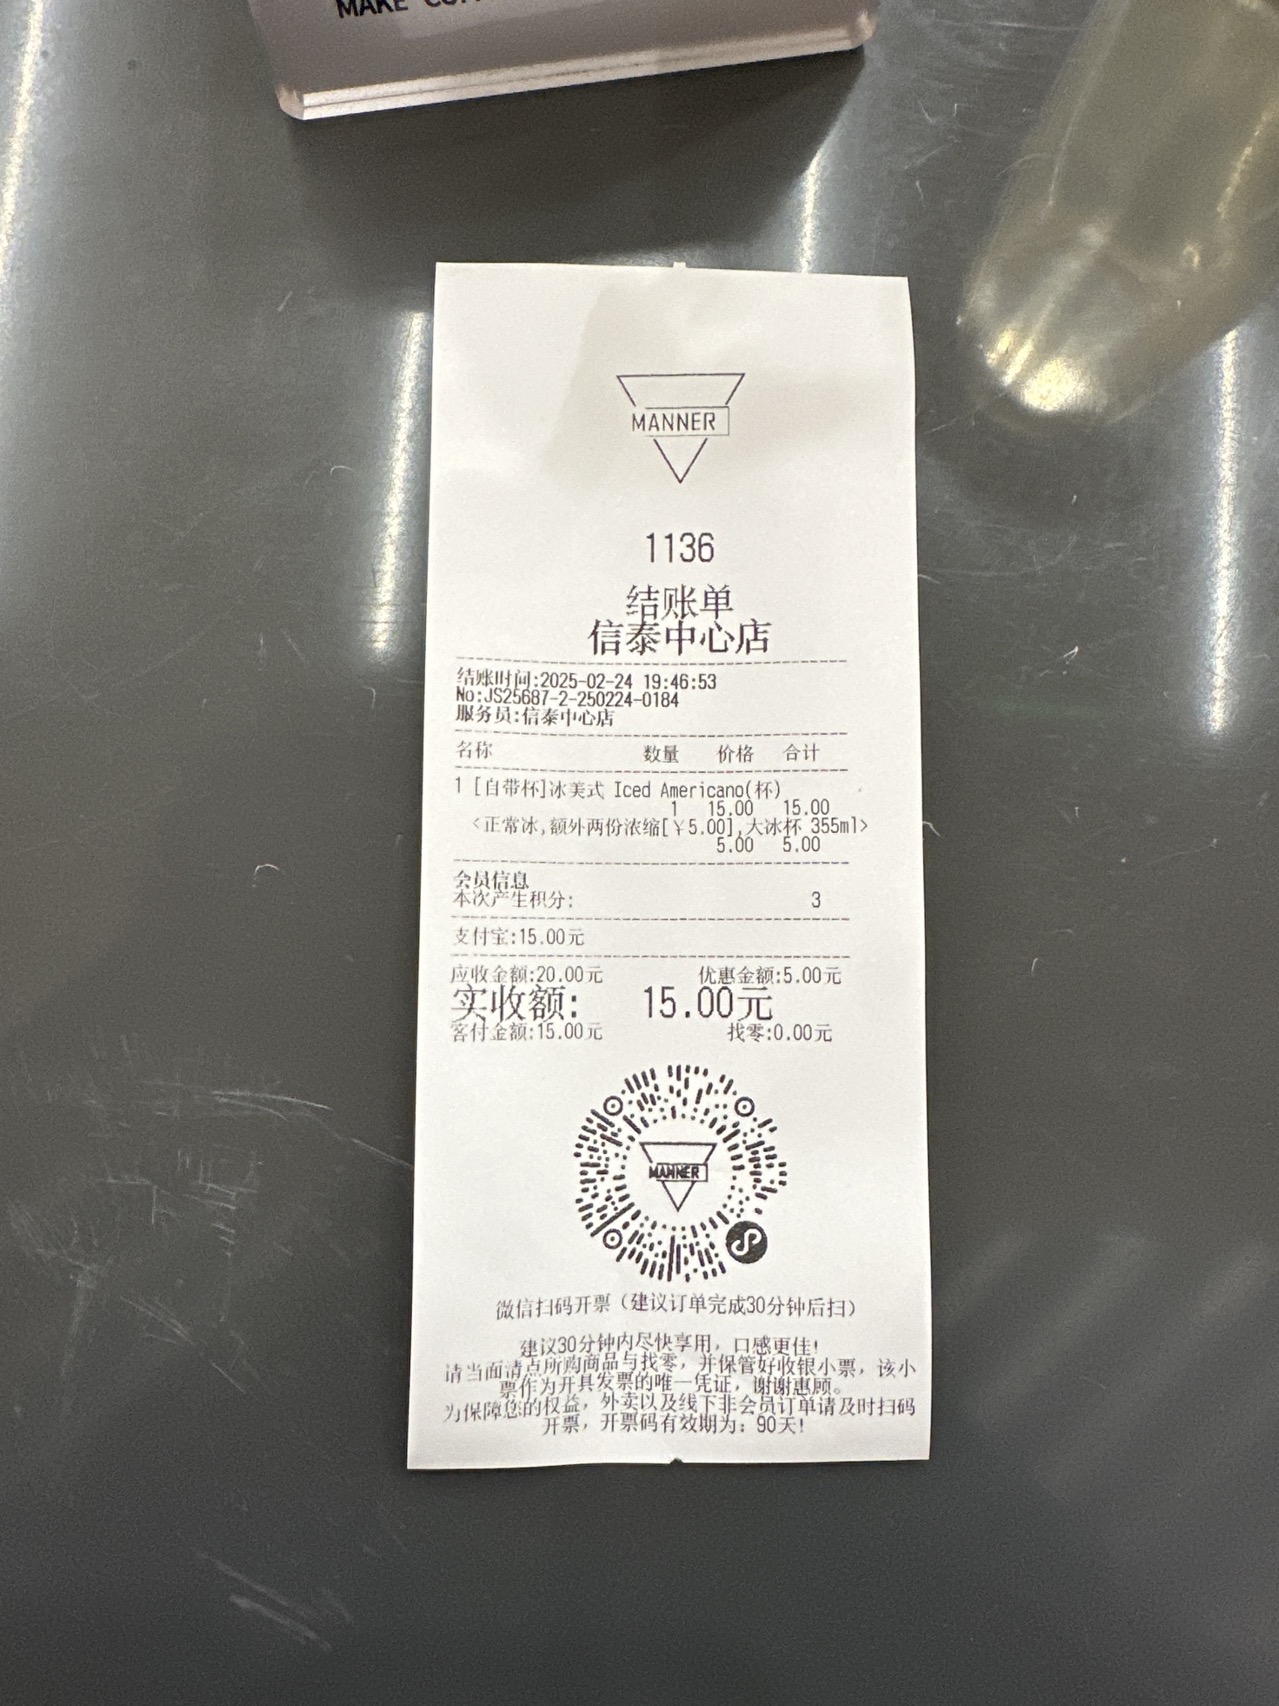 MAKE
MANNER
1136
结账单
信泰中心店
结账时间:2025-02-24 19:46:53
No:JS25687-2-250224-0184
服务员:信泰中心店
名称 数量 价格 合计
1 [自带杯]冰美式 Iced Americano(杯)
1 15.00 15.00
<正常冰,额外两份浓缩[￥5.00],大冰杯 355ml>
5.00 5.00
会员信息
本次产生积分: 3
支付宝:15.00元
应收金额:20.00元 优惠金额:5.00元
实收额: 15.00元
客付金额:15.00元 找零:0.00元
MANNER
微信扫码开票（建议订单完成30分钟后扫）
建议30分钟内尽快享用，口感更佳!
请当面清点所购商品与找零，并保管好收银小票，该小
票作为开具发票的唯一凭证，谢谢惠顾。
为保障您的权益，外卖以及线下非会员订单请及时扫码
开票，开票码有效期为：90天!